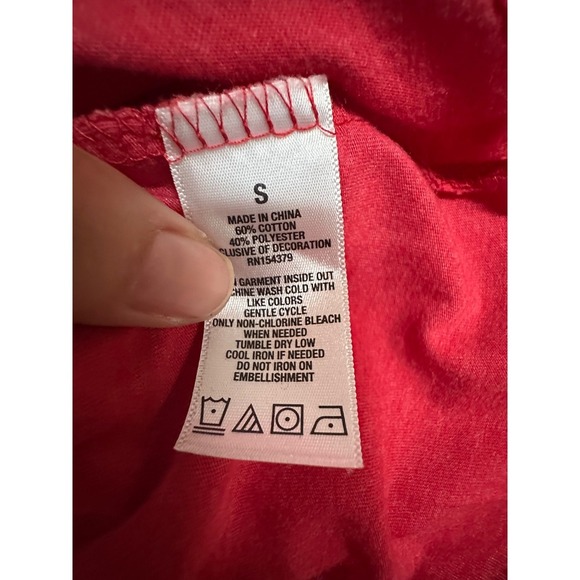 S
MADE IN CHINA
60% COTTON
40% POLYESTER
CLUSIVE OF DECORATION
RN154379
GARMENT INSIDE OUT
CHINE WASH COLD WITH
LIKE COLORS
GENTLE CYCLE
ONLY NON-CHLORINE BLEACH
WHEN NEEDED
TUMBLE DRY LOW
COOL IRON IF NEEDED
DO NOT IRON ON
EMBELLISHMENT